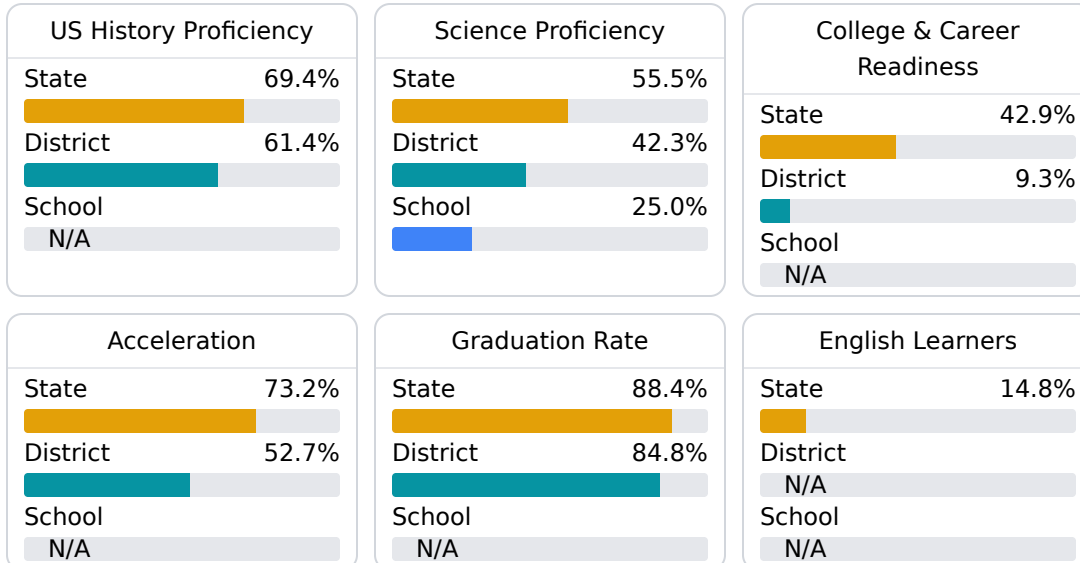 US History Proficiency
State 69.4%
District 61.4%
School
N/A
Science Proficiency
State 55.5%
District 42.3%
School 25.0%
College & Career
Readiness
State 42.9%
District 9.3%
School
N/A
Acceleration
State 73.2%
District 52.7%
School
N/A
Graduation Rate
State 88.4%
District 84.8%
School
N/A
English Learners
State 14.8%
District
N/A
School
N/A